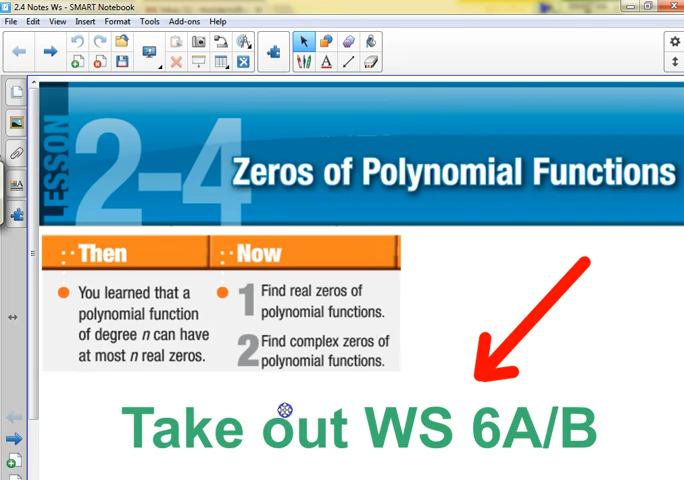 2.4 Notes Ws - SMART Notebook
File Edit View Insert Format Tools Add-ons Help
LESSON
2-4
Zeros of Polynomial Functions
Then
Now
You learned that a
polynomial function
of degree n can have
at most n real zeros.
1 Find real zeros of
polynomial functions.
2 Find complex zeros of
polynomial functions.
Take out WS 6A/B